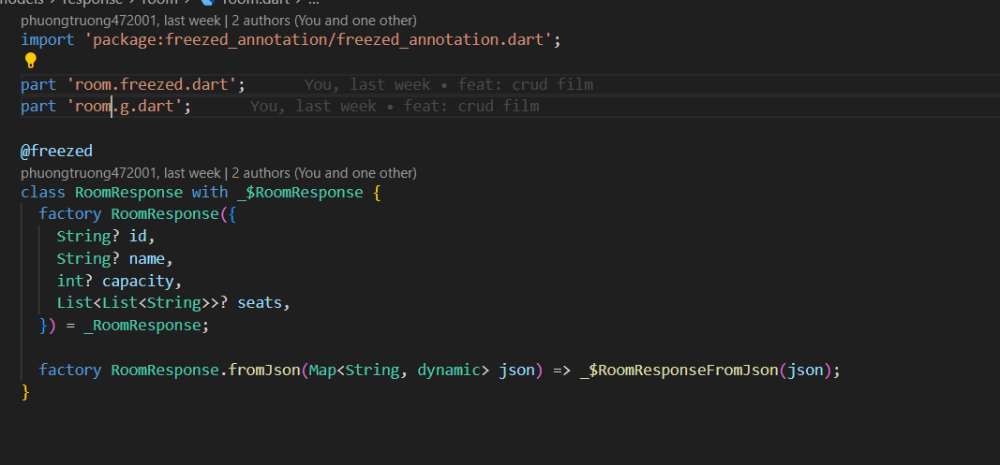 models > response > room > room.dart > ...
phuongtruong472001, last week | 2 authors (You and one other)
import 'package:freezed_annotation/freezed_annotation.dart';
part 'room.freezed.dart'; You, last week • feat: crud film
part 'room.g.dart'; You, last week • feat: crud film
@freezed
phuongtruong472001, last week | 2 authors (You and one other)
class RoomResponse with _$RoomResponse {
factory RoomResponse({
String? id,
String? name,
int? capacity,
List<List<String>>? seats,
}) = _RoomResponse;
factory RoomResponse.fromJson(Map<String, dynamic> json) => _$RoomResponseFromJson(json);
}